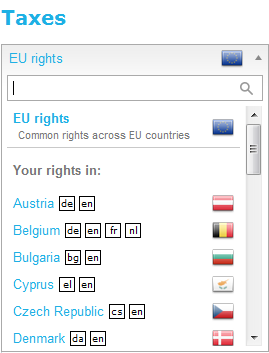 Taxes
EU rights
EU rights
Common rights across EU countries
Your rights in:
Austria de en
Belgium de en fr nl
Bulgaria bg en
Cyprus el en
Czech Republic cs en
Denmark da en